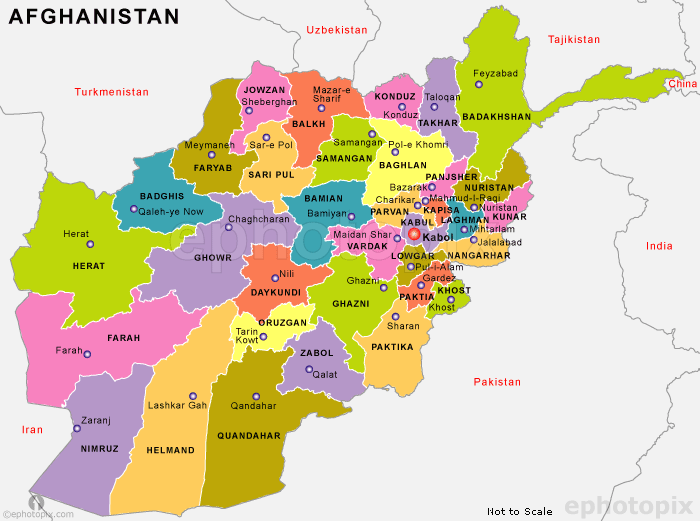 AFGHANISTAN
Uzbekistan
Tajikistan
Turkmenistan
China
Feyzabad
JOWZAN
Sheberghan
Mazar-e
Sharif
BALKH
KONDUZ
Konduz
Taloqan
TAKHAR
BADAKHSHAN
Meymaneh
FARYAB
Sar-e Pol
SARI PUL
Samangan
SAMANGAN
Pol-e Khomri
BAGHLAN
PANJSHER
Bazarak
NURISTAN
Nuristan
BADGHIS
Qaleh-ye Now
BAMIAN
Bamiyan
Charikar
PARVAN
Mahmud-I-Raqi
KAPISA
KUNAR
LAGHMAN
Mihtarlam
Chaghcharan
GHOWR
Herat
HERAT
KABUL
Kabol
Maidan Shar
VARDAK
Jalalabad
NANGARHAR
LOWGAR
Pul-i-Alam
Gardez
PAKTIA
India
Nili
DAYKUNDI
Ghazni
GHAZNI
KHOST
Khost
Sharan
PAKTIKA
ORUZGAN
Tarin
Kowt
FARAH
Farah
ZABOL
Qalat
Pakistan
Lashkar Gah
HELMAND
Qandahar
QUANDAHAR
Iran
Zaranj
NIMRUZ
Not to Scale
ephotopix
© ephotopix.com